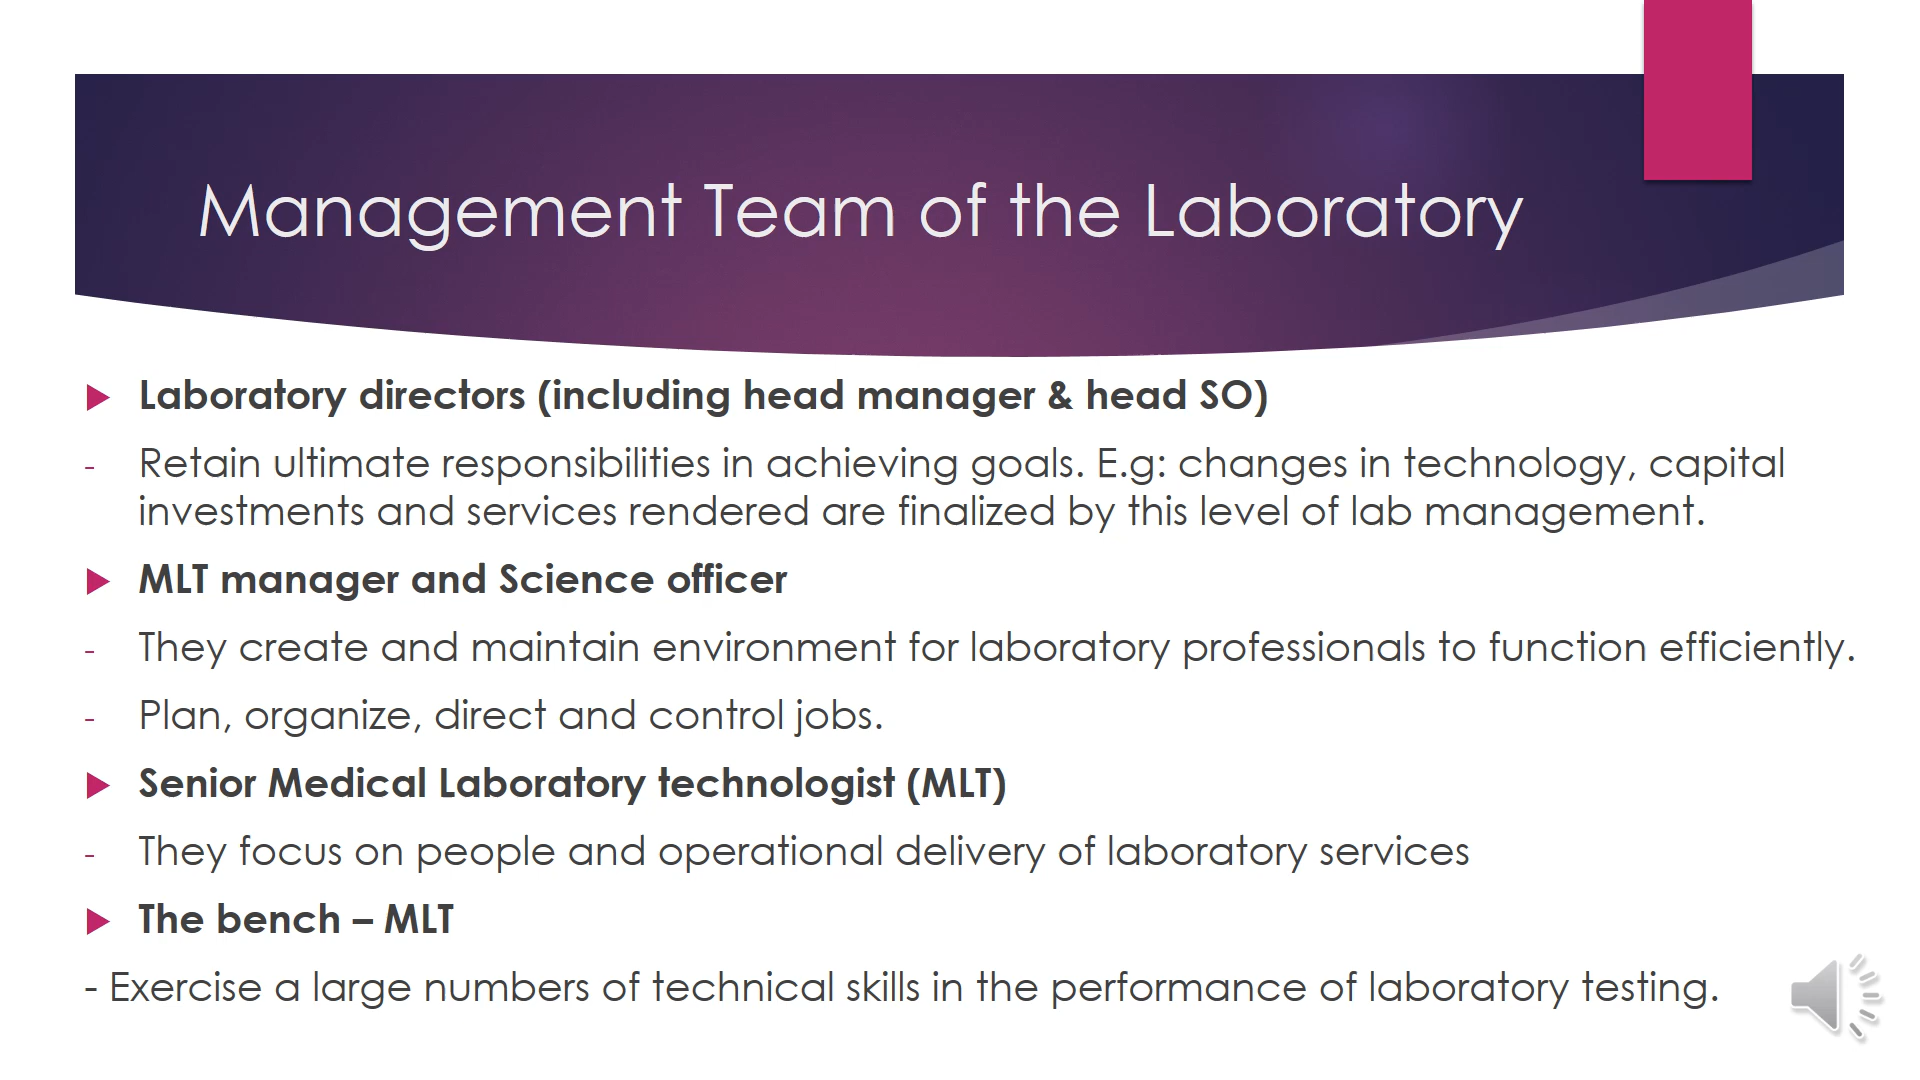 Management Team of the Laboratory
Laboratory directors (including head manager & head SO)
- Retain ultimate responsibilities in achieving goals. E.g: changes in technology, capital
investments and services rendered are finalized by this level of lab management.
MLT manager and Science officer
- They create and maintain environment for laboratory professionals to function efficiently.
- Plan, organize, direct and control jobs.
Senior Medical Laboratory technologist (MLT)
- They focus on people and operational delivery of laboratory services
The bench – MLT
- Exercise a large numbers of technical skills in the performance of laboratory testing.